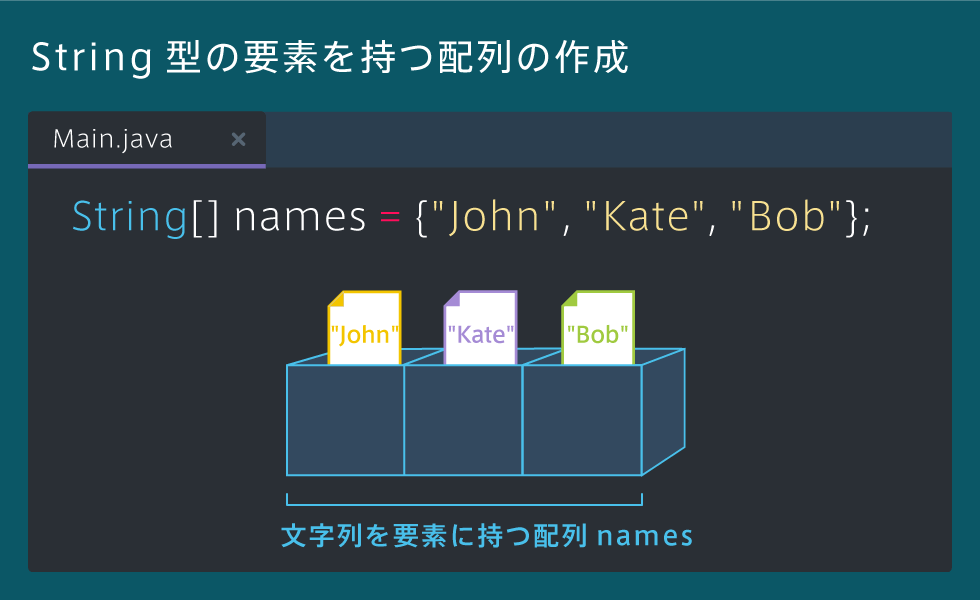 String 型の要素を持つ配列の作成
Main.java ×
String[] names = {"John", "Kate", "Bob"};
"John" "Kate" "Bob"
文字列を要素に持つ配列 names